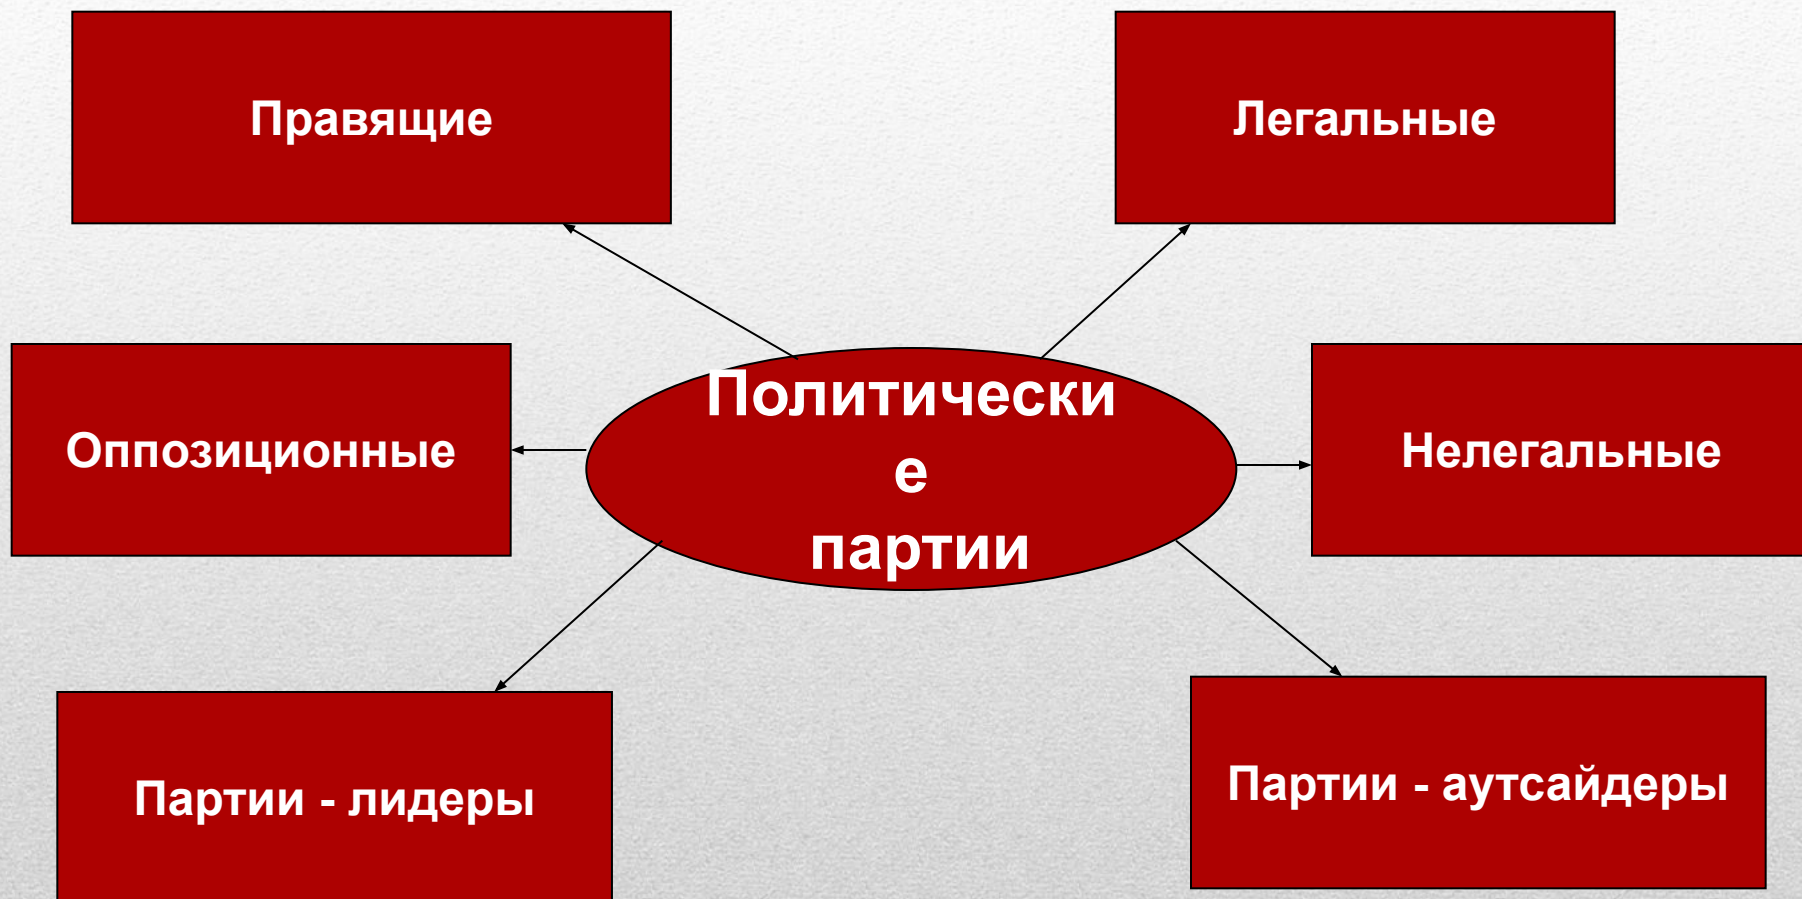 Правящие
Легальные
Политически
е
партии
Оппозиционные
Нелегальные
Партии - лидеры
Партии - аутсайдеры